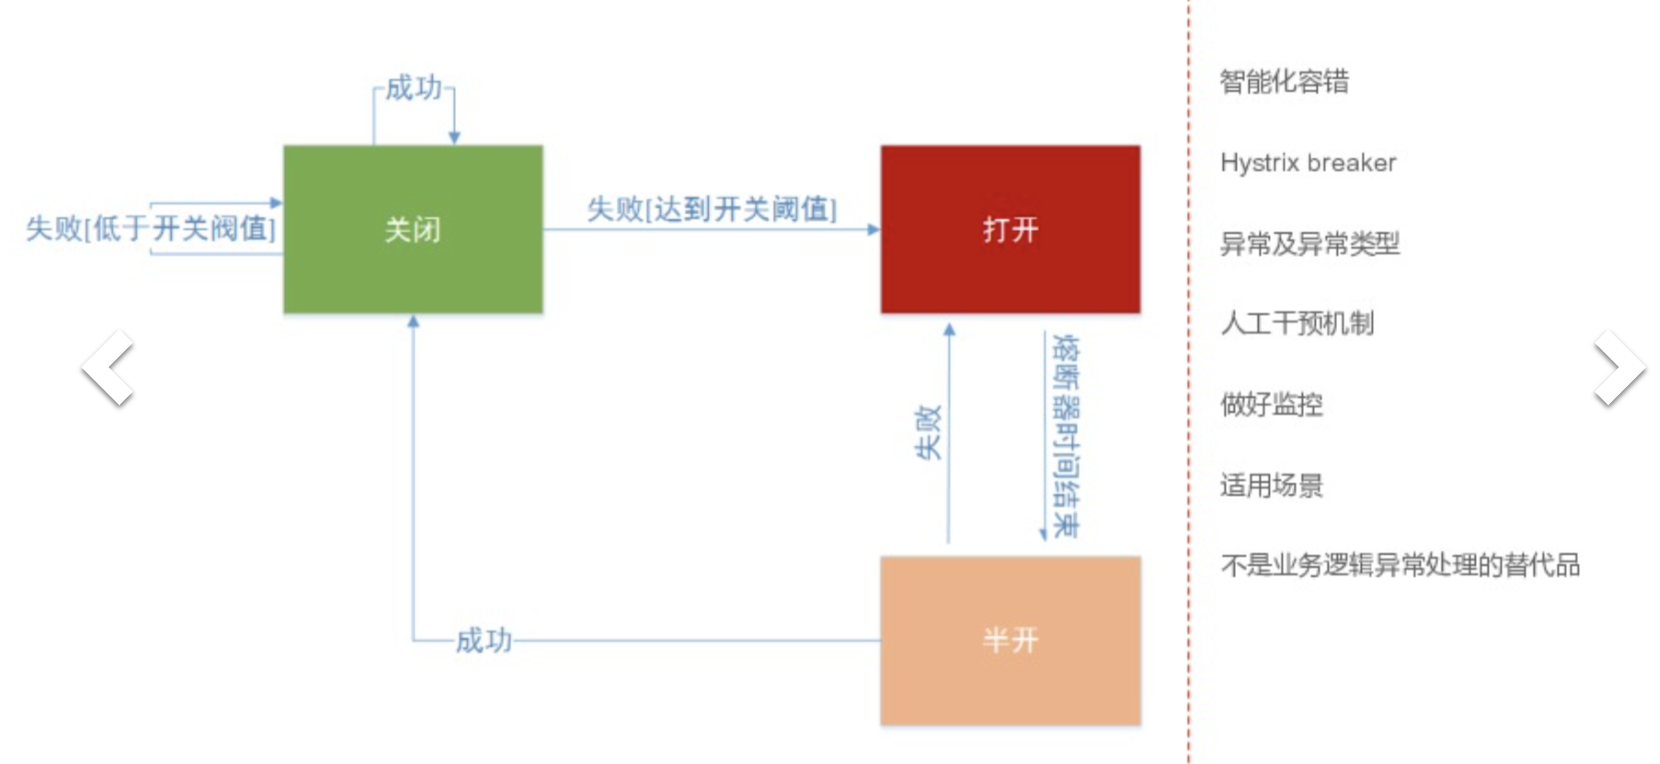 成功
失败[低于开关阀值]
关闭
失败[达到开关阈值]
打开
失败
熔断器时间结束
成功
半开
智能化容错
Hystrix breaker
异常及异常类型
人工干预机制
做好监控
适用场景
不是业务逻辑异常处理的替代品